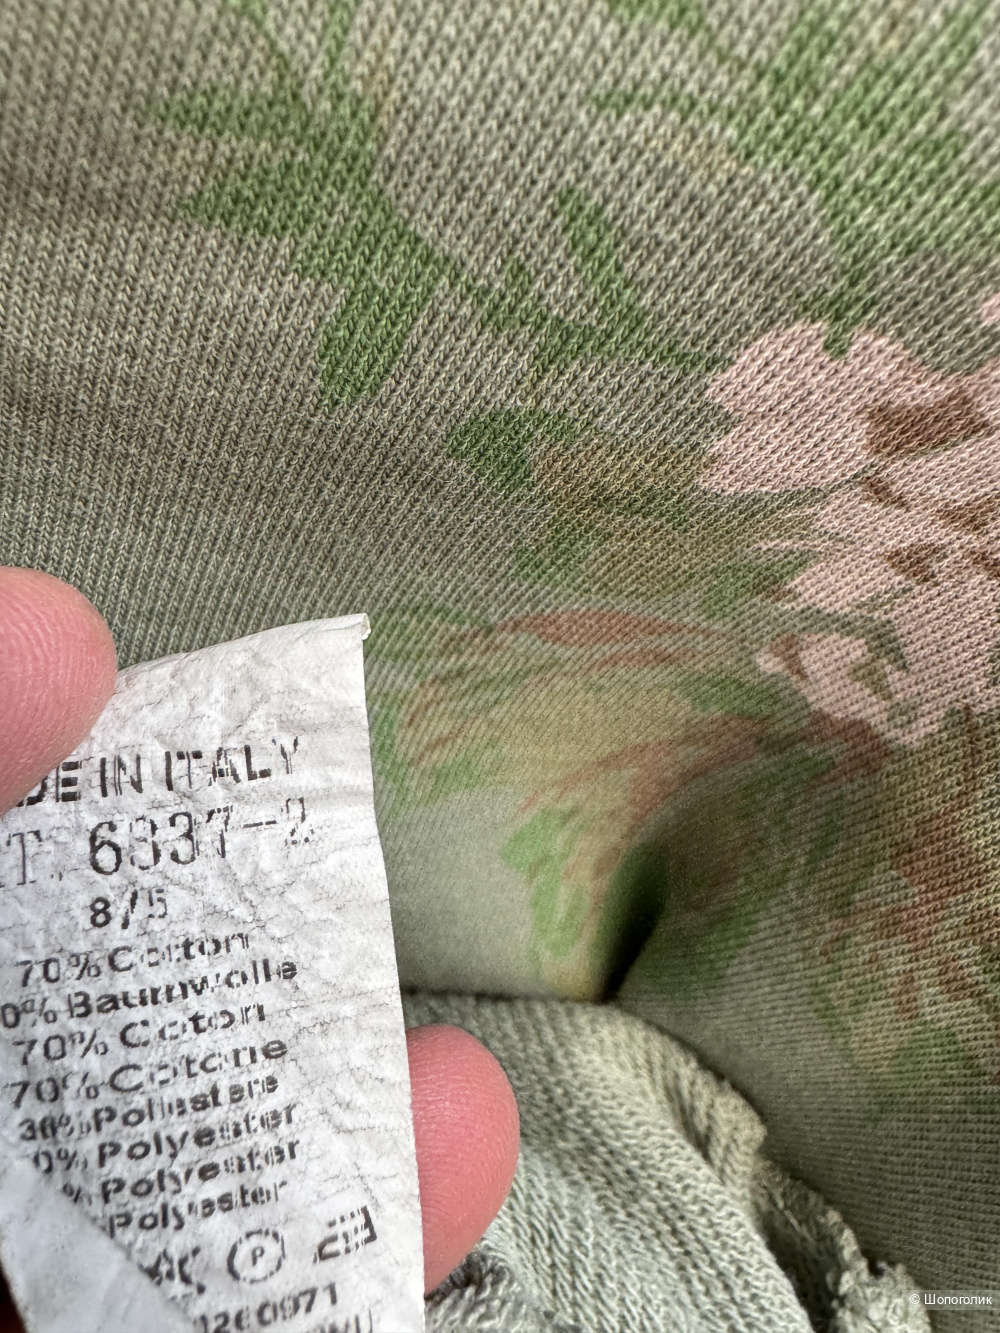 DE IN ITALY
T. 6337-2
8/5
70% Cotton
0% Baumwolle
70% Coton
70% Cotone
30% Poliestere
0% Polyester
% Polyester
Polyester
P
© Шопоголик